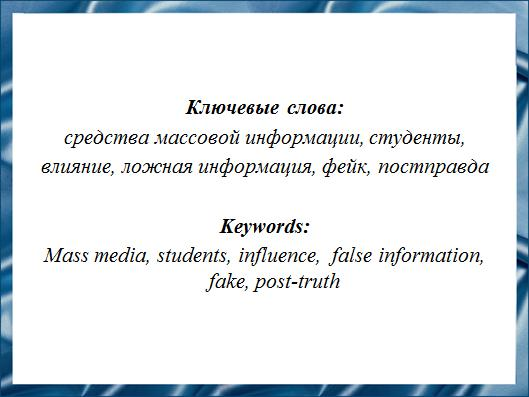 Ключевые слова:
средства массовой информации, студенты,
влияние, ложная информация, фейк, постправда
Keywords:
Mass media, students, influence, false information,
fake, post-truth